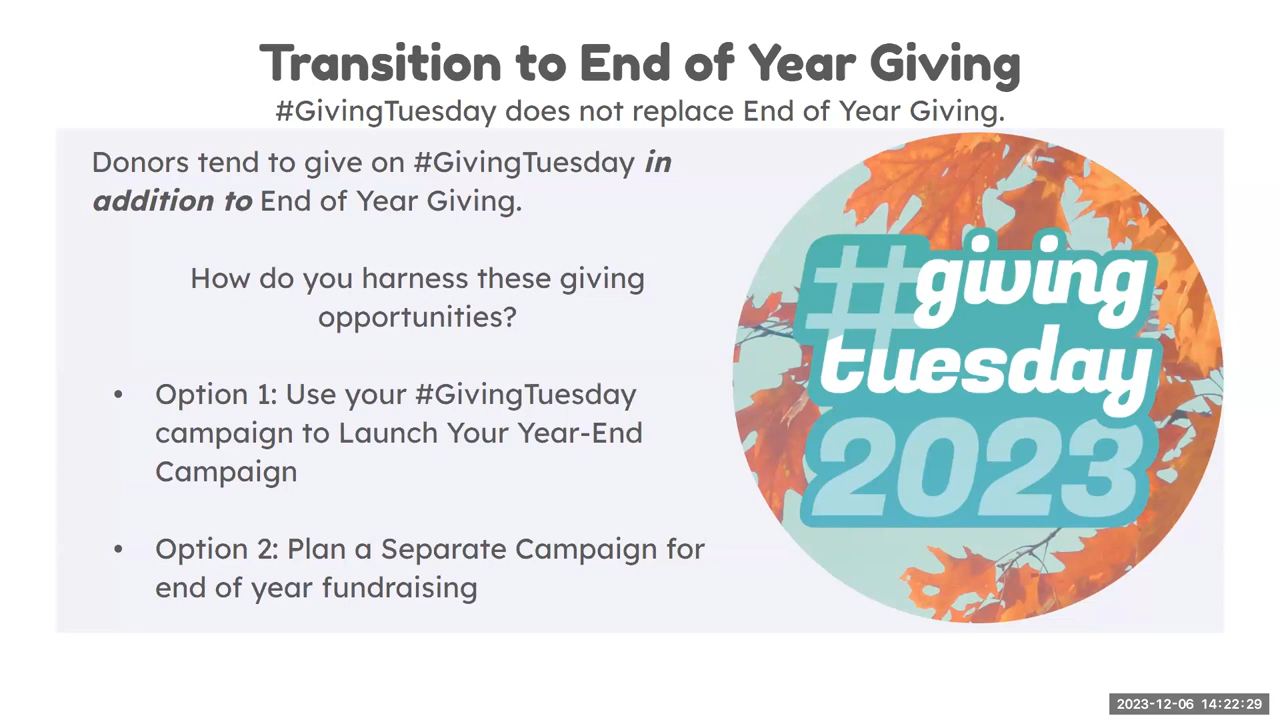 Transition to End of Year Giving
#GivingTuesday does not replace End of Year Giving.
Donors tend to give on #GivingTuesday in
addition to End of Year Giving.
How do you harness these giving
opportunities?
• Option 1: Use your #GivingTuesday
campaign to Launch Your Year-End
Campaign
• Option 2: Plan a Separate Campaign for
end of year fundraising
#giving
tuesday
2023
2023-12-06 14:22:29